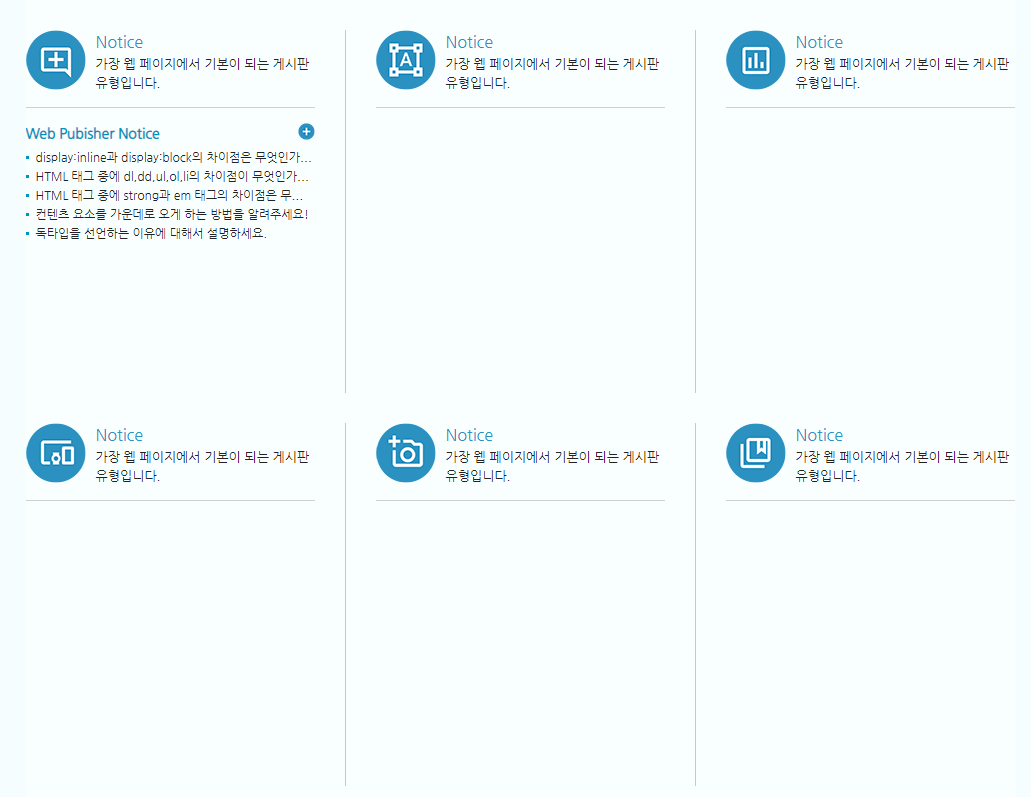 Notice
가장 웹 페이지에서 기본이 되는 게시판
유형입니다.
Web Pubisher Notice
display:inline과 display:block의 차이점은 무엇인가...
HTML 태그 중에 dl,dd,ul,ol,li의 차이점이 무엇인가...
HTML 태그 중에 strong과 em 태그의 차이점은 무...
컨텐츠 요소를 가운데로 오게 하는 방법을 알려주세요!
독타입을 선언하는 이유에 대해서 설명하세요.
Notice
가장 웹 페이지에서 기본이 되는 게시판
유형입니다.
A
Notice
가장 웹 페이지에서 기본이 되는 게시판
유형입니다.
Notice
가장 웹 페이지에서 기본이 되는 게시판
유형입니다.
Notice
가장 웹 페이지에서 기본이 되는 게시판
유형입니다.
Notice
가장 웹 페이지에서 기본이 되는 게시판
유형입니다.